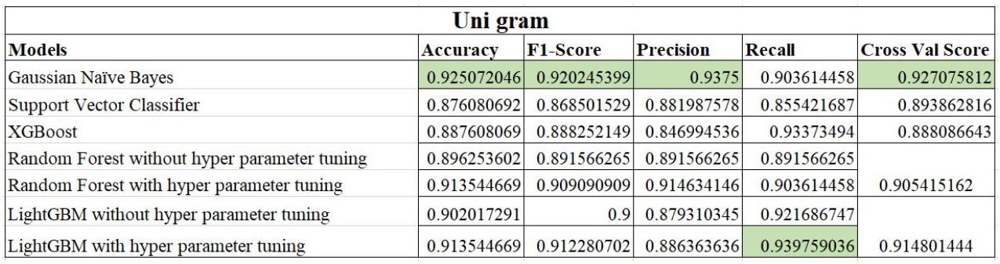 Uni gram
Models Accuracy F1-Score Precision Recall Cross Val Score
Gaussian Naïve Bayes 0.925072046 0.920245399 0.9375 0.903614458 0.927075812
Support Vector Classifier 0.876080692 0.868501529 0.881987578 0.855421687 0.893862816
XGBoost 0.887608069 0.888252149 0.846994536 0.93373494 0.888086643
Random Forest without hyper parameter tuning 0.896253602 0.891566265 0.891566265 0.891566265
Random Forest with hyper parameter tuning 0.913544669 0.909090909 0.914634146 0.903614458 0.905415162
LightGBM without hyper parameter tuning 0.902017291 0.9 0.879310345 0.921686747
LightGBM with hyper parameter tuning 0.913544669 0.912280702 0.886363636 0.939759036 0.914801444